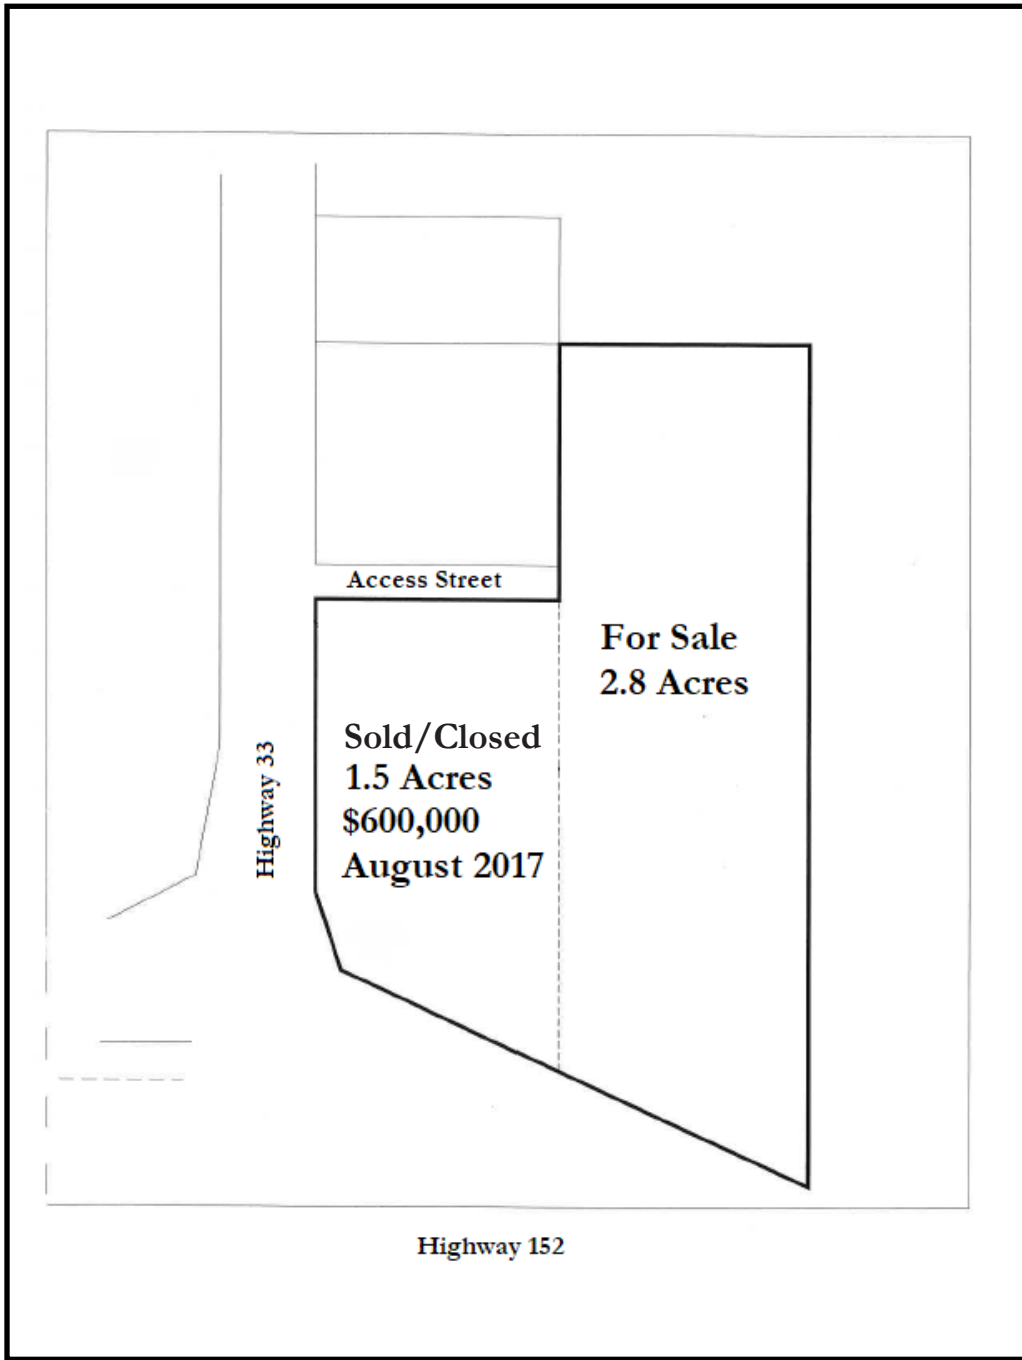 Access Street
For Sale
2.8 Acres
Sold/Closed
1.5 Acres
$600,000
August 2017
Highway 33
Highway 152